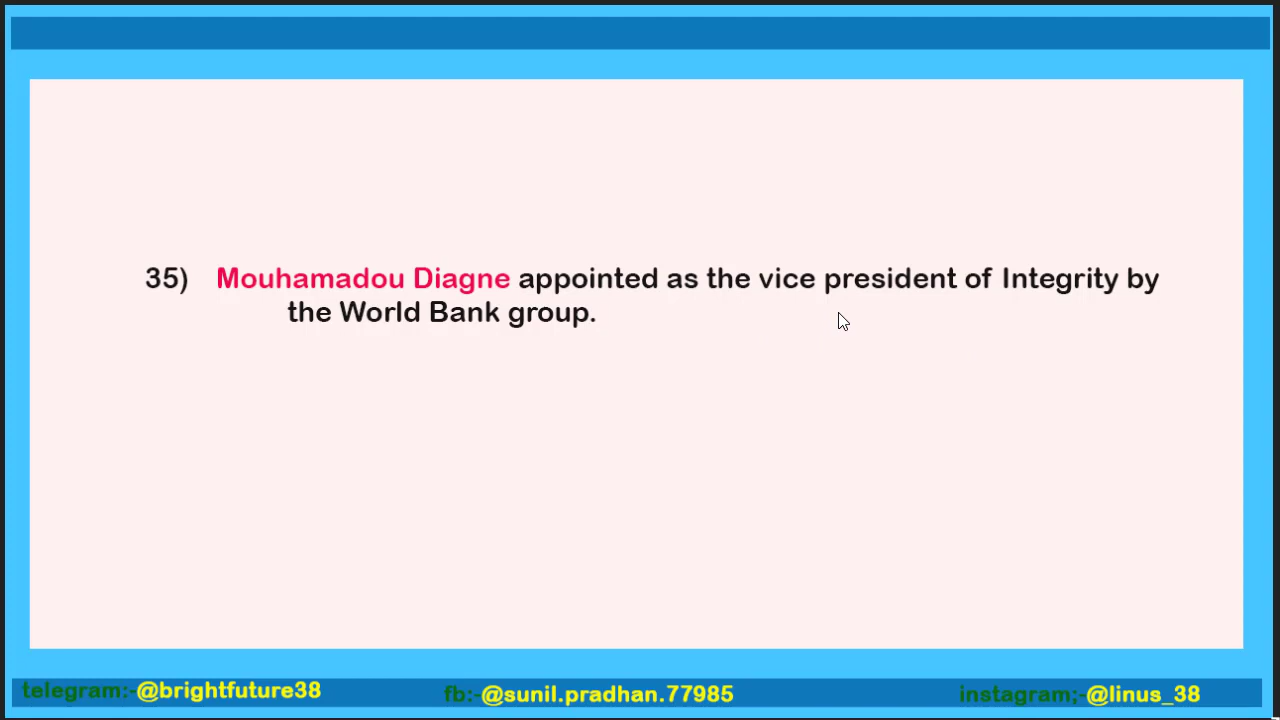 35) Mouhamadou Diagne appointed as the vice president of Integrity by
the World Bank group.
telegram:-@brightfuture38 fb:-@sunil.pradhan.77985 instagram;-@linus_38